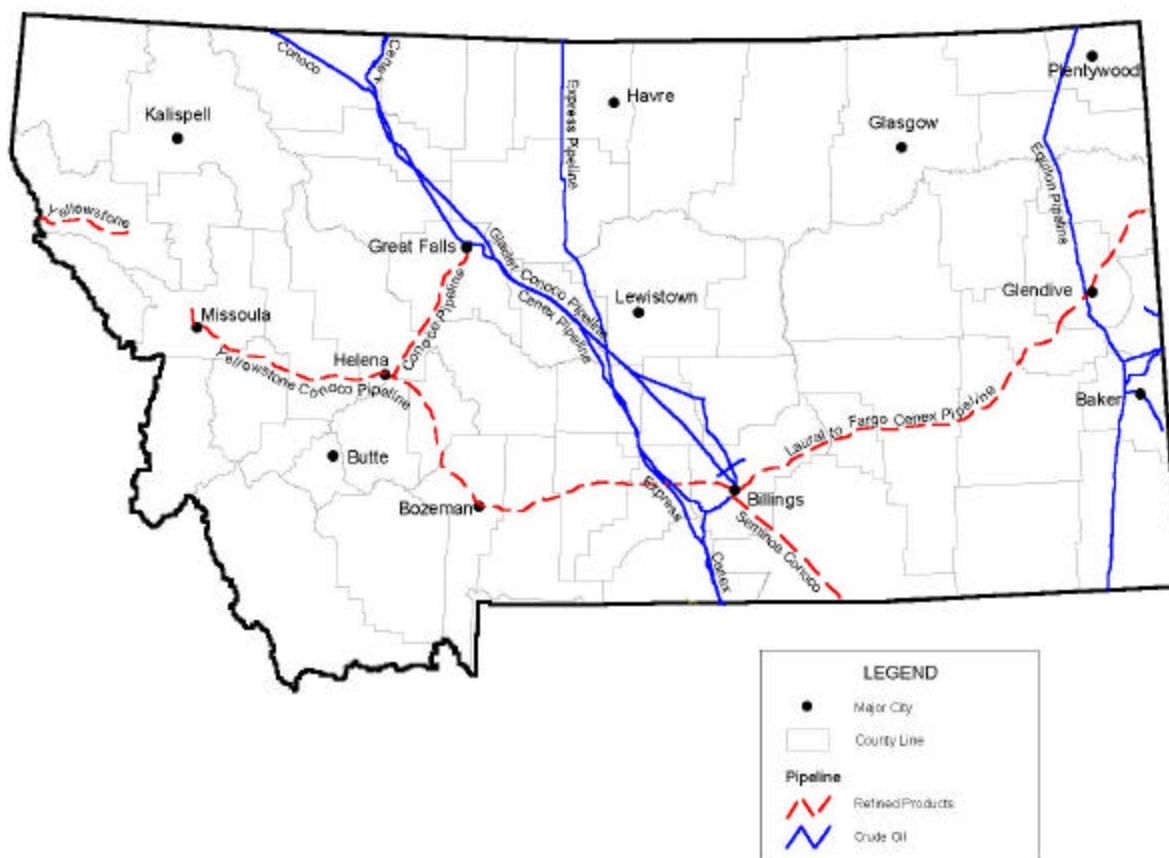 Conoco
Cenex
Plentywood
Havre
Express Pipeline
Kalispell
Glasgow
Equilon Pipeline
Yellowstone
Great Falls
Glacier Conoco Pipeline
Cenex Pipeline
Conoco Pipeline
Lewistown
Glendive
Missoula
Helena
Yellowstone Conoco Pipeline
Baker
Laural to Fargo Cenex Pipeline
Butte
Bozeman
Express
Billings
Seminoe Conoco
Cenex
LEGEND
Major City
County Line
Pipeline
Refined Products
Crude Oil